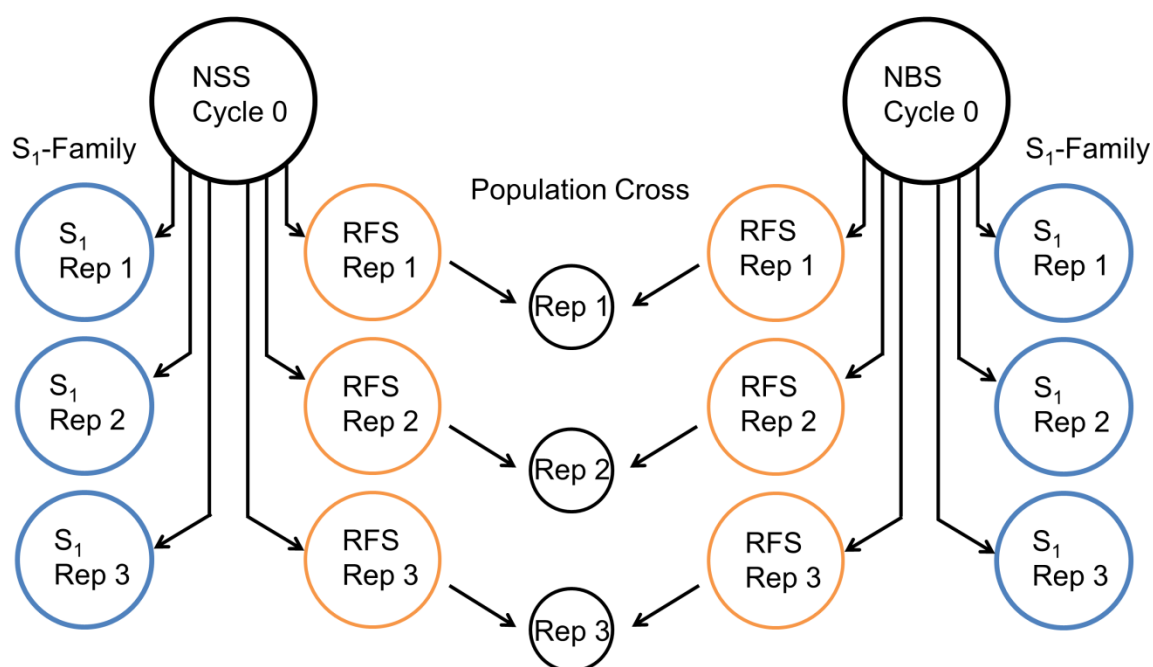 NSS
Cycle 0
NBS
Cycle 0
S₁-Family
Population Cross
S₁-Family
S₁
Rep 1
RFS
Rep 1
Rep 1
RFS
Rep 1
S₁
Rep 1
S₁
Rep 2
RFS
Rep 2
Rep 2
RFS
Rep 2
S₁
Rep 2
S₁
Rep 3
RFS
Rep 3
Rep 3
RFS
Rep 3
S₁
Rep 3